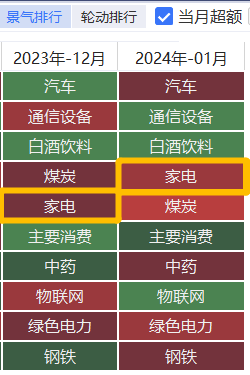 景气排行 轮动排行 当月超额
2023年-12月 2024年-01月
汽车 汽车
通信设备 通信设备
白酒饮料 白酒饮料
煤炭 家电
家电 煤炭
主要消费 主要消费
中药 中药
物联网 物联网
绿色电力 绿色电力
钢铁 钢铁